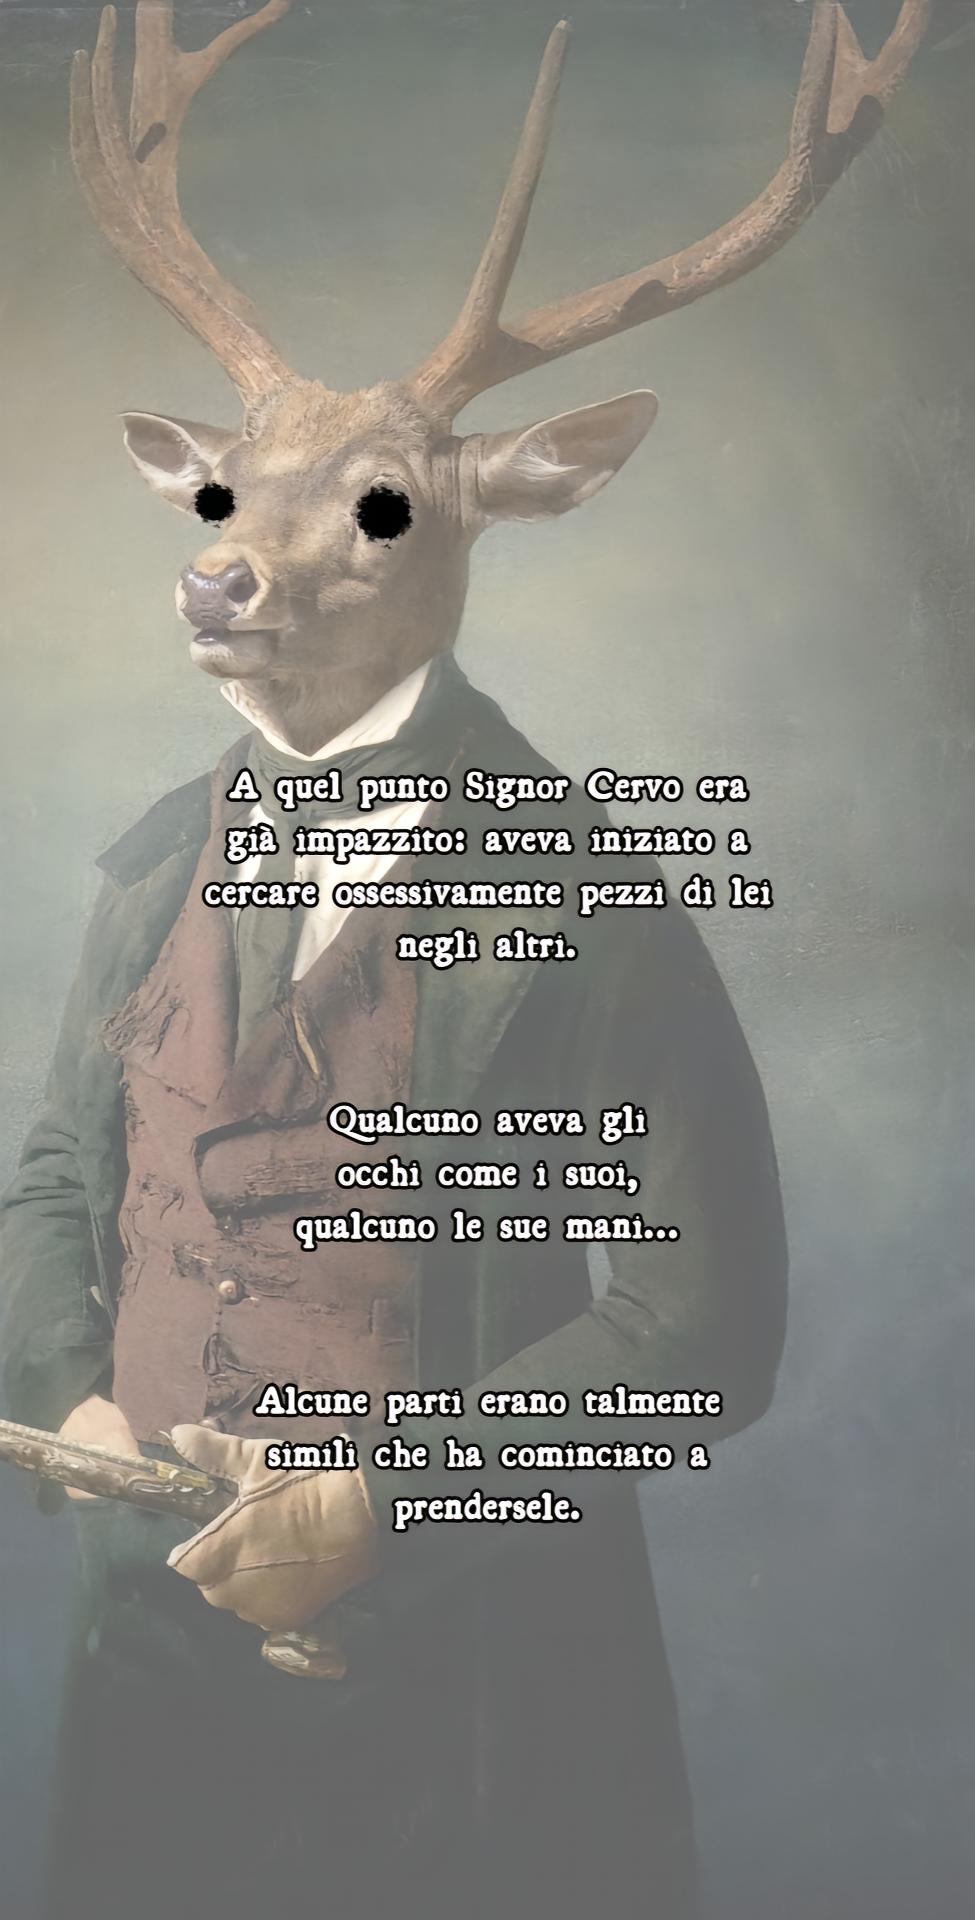 A quel punto Signor Cervo era
già impazzito: aveva iniziato a
cercare ossessivamente pezzi di lei
negli altri.
Qualcuno aveva gli
occhi come i suoi,
qualcuno le sue mani...
Alcune parti erano talmente
simili che ha cominciato a
prendersele.